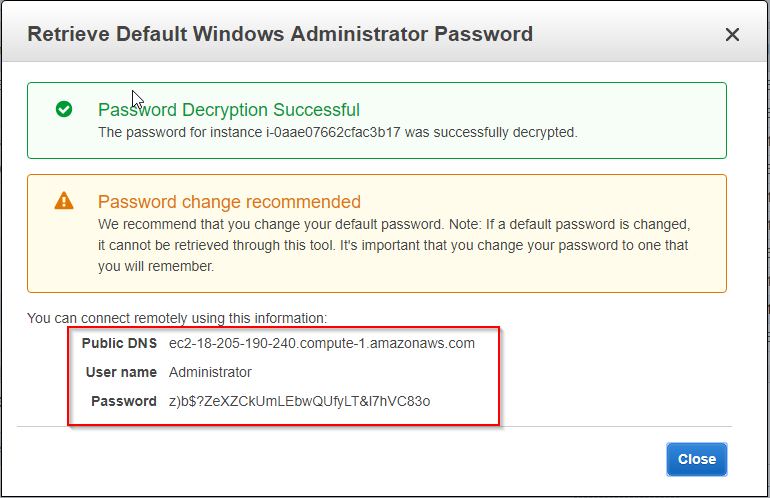 Retrieve Default Windows Administrator Password
Password Decryption Successful
The password for instance i-0aae07662cfac3b17 was successfully decrypted.
Password change recommended
We recommend that you change your default password. Note: If a default password is changed,
it cannot be retrieved through this tool. It's important that you change your password to one that
you will remember.
You can connect remotely using this information:
Public DNS ec2-18-205-190-240.compute-1.amazonaws.com
User name Administrator
Password z)b$?ZeXZCkUmLEbwQUfyLT&l7hVC83o
Close